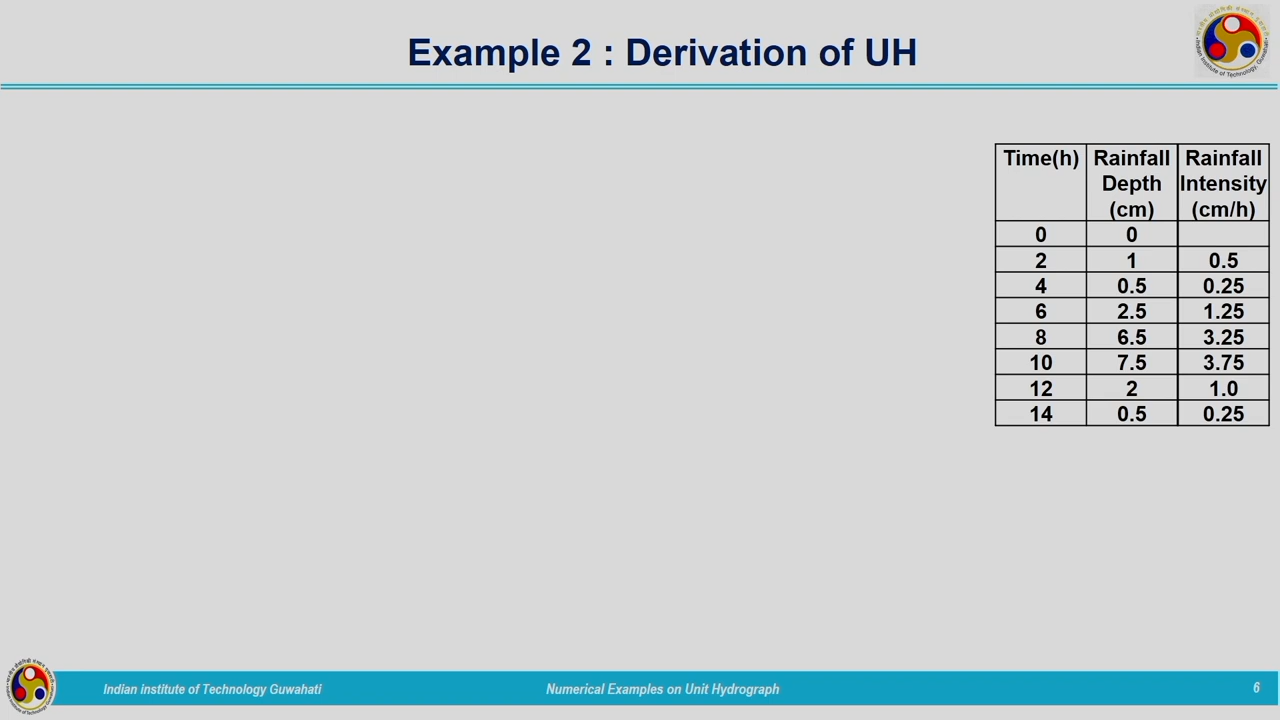 Example 2 : Derivation of UH
Time(h) Rainfall Depth (cm) Rainfall Intensity (cm/h)
0 0
2 1 0.5
4 0.5 0.25
6 2.5 1.25
8 6.5 3.25
10 7.5 3.75
12 2 1.0
14 0.5 0.25
Indian institute of Technology Guwahati
Numerical Examples on Unit Hydrograph
6